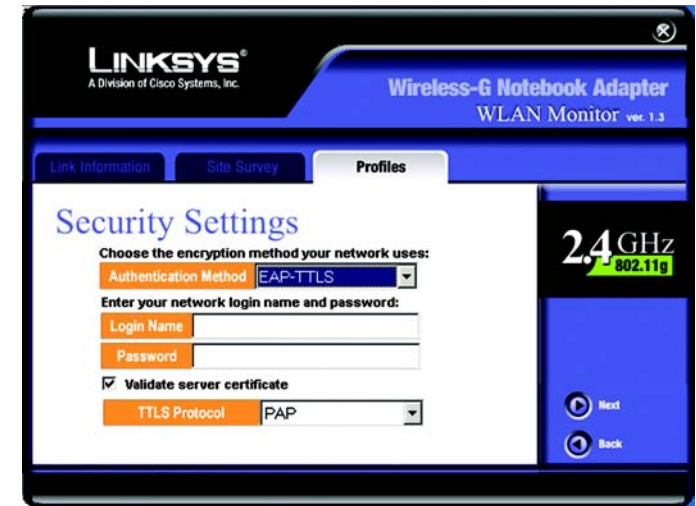 LINKSYS®
A Division of Cisco Systems, Inc.
Wireless-G Notebook Adapter
WLAN Monitor ver. 1.3
Link Information
Site Survey
Profiles
Security Settings
Choose the encryption method your network uses:
Authentication Method EAP-TTLS
Enter your network login name and password:
Login Name
Password
Validate server certificate
TTLS Protocol PAP
2.4 GHz
802.11g
Next
Back